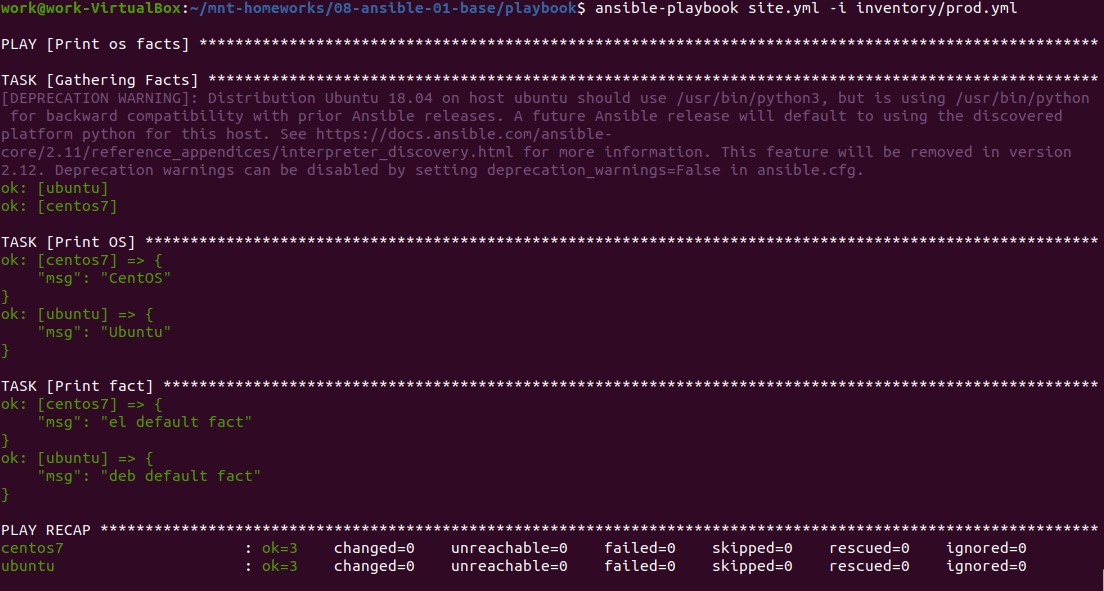 work@work-VirtualBox:~/mnt-homeworks/08-ansible-01-base/playbook$ ansible-playbook site.yml -i inventory/prod.yml
PLAY [Print os facts] ****************************************************************************************************
TASK [Gathering Facts] ***************************************************************************************************
[DEPRECATION WARNING]: Distribution Ubuntu 18.04 on host ubuntu should use /usr/bin/python3, but is using /usr/bin/python
 for backward compatibility with prior Ansible releases. A future Ansible release will default to using the discovered
platform python for this host. See https://docs.ansible.com/ansible-
core/2.11/reference_appendices/interpreter_discovery.html for more information. This feature will be removed in version
2.12. Deprecation warnings can be disabled by setting deprecation_warnings=False in ansible.cfg.
ok: [ubuntu]
ok: [centos7]
TASK [Print OS] **********************************************************************************************************
ok: [centos7] => {
    "msg": "CentOS"
}
ok: [ubuntu] => {
    "msg": "Ubuntu"
}
TASK [Print fact] ********************************************************************************************************
ok: [centos7] => {
    "msg": "el default fact"
}
ok: [ubuntu] => {
    "msg": "deb default fact"
}
PLAY RECAP ***************************************************************************************************************
centos7                    : ok=3    changed=0    unreachable=0    failed=0    skipped=0    rescued=0    ignored=0
ubuntu                     : ok=3    changed=0    unreachable=0    failed=0    skipped=0    rescued=0    ignored=0